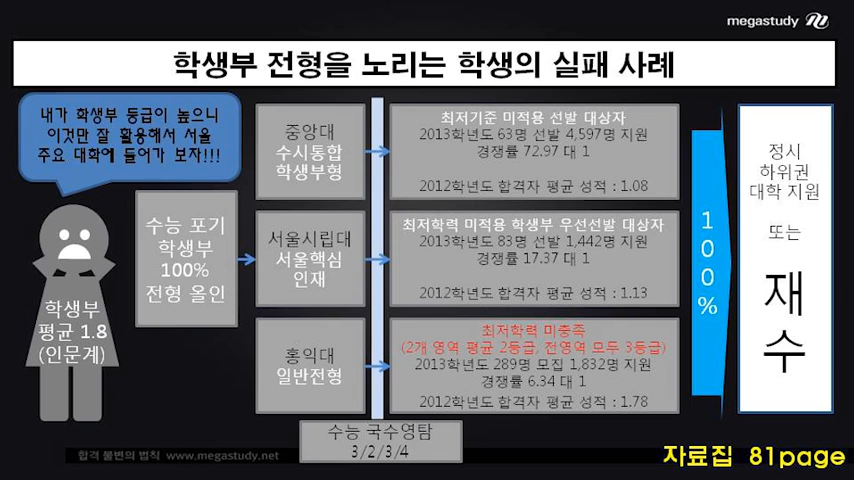 megastudy
학생부 전형을 노리는 학생의 실패 사례
내가 학생부 등급이 높으니
이것만 잘 활용해서 서울
주요 대학에 들어가 보자!!!
학생부
평균 1.8
(인문계)
수능 포기
학생부
100%
전형 올인
중앙대
수시통합
학생부형
최저기준 미적용 선발 대상자
2013학년도 63명 선발 4,597명 지원
경쟁률 72.97 대 1
2012학년도 합격자 평균 성적 : 1.08
서울시립대
서울핵심
인재
최저학력 미적용 학생부 우선선발 대상자
2013학년도 83명 선발 1,442명 지원
경쟁률 17.37 대 1
2012학년도 합격자 평균 성적 : 1.13
홍익대
일반전형
최저학력 미충족
(2개 영역 평균 2등급, 전영역 모두 3등급)
2013학년도 289명 모집 1,832명 지원
경쟁률 6.34 대 1
2012학년도 합격자 평균 성적 : 1.78
수능 국수영탐
3/2/3/4
100%
정시
하위권
대학 지원
또는
재
수
합격 불변의 법칙 www.megastudy.net
자료집 81page